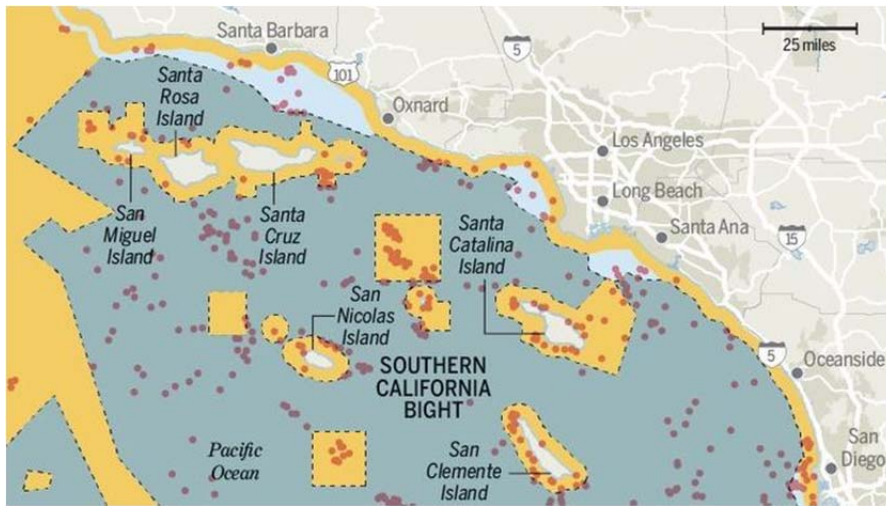 Santa Barbara
5
25 miles
101
Santa
Rosa
Island
Oxnard
Los Angeles
Long Beach
San
Miguel
Island
Santa
Cruz
Island
Santa
Catalina
Island
Santa Ana
15
San
Nicolas
Island
SOUTHERN
CALIFORNIA
BIGHT
5
Oceanside
Pacific
Ocean
San
Clemente
Island
San
Diego